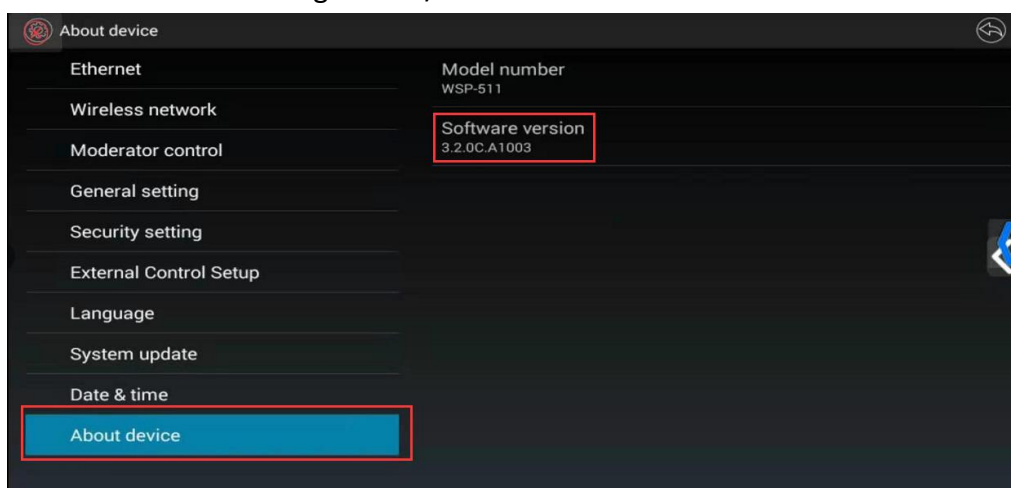 About device
Ethernet
Wireless network
Moderator control
General setting
Security setting
External Control Setup
Language
System update
Date & time
About device
Model number
WSP-511
Software version
3.2.0C.A1003